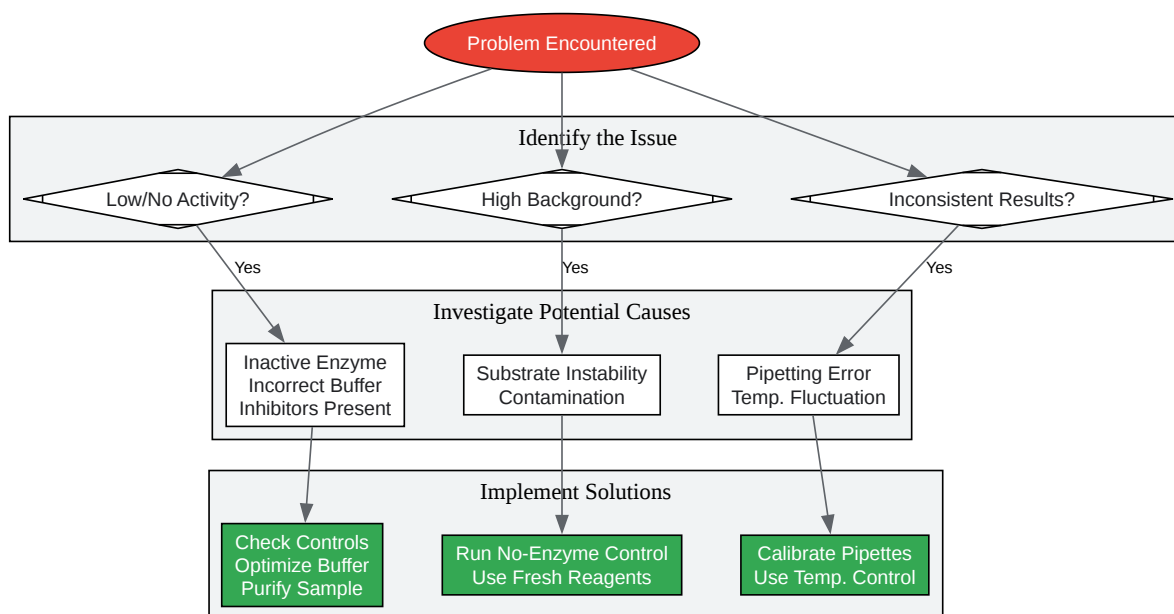 Problem Encountered
Identify the Issue
Low/No Activity?
High Background?
Inconsistent Results?
Yes
Yes
Yes
Investigate Potential Causes
Inactive Enzyme
Incorrect Buffer
Inhibitors Present
Substrate Instability
Contamination
Pipetting Error
Temp. Fluctuation
Implement Solutions
Check Controls
Optimize Buffer
Purify Sample
Run No-Enzyme Control
Use Fresh Reagents
Calibrate Pipettes
Use Temp. Control